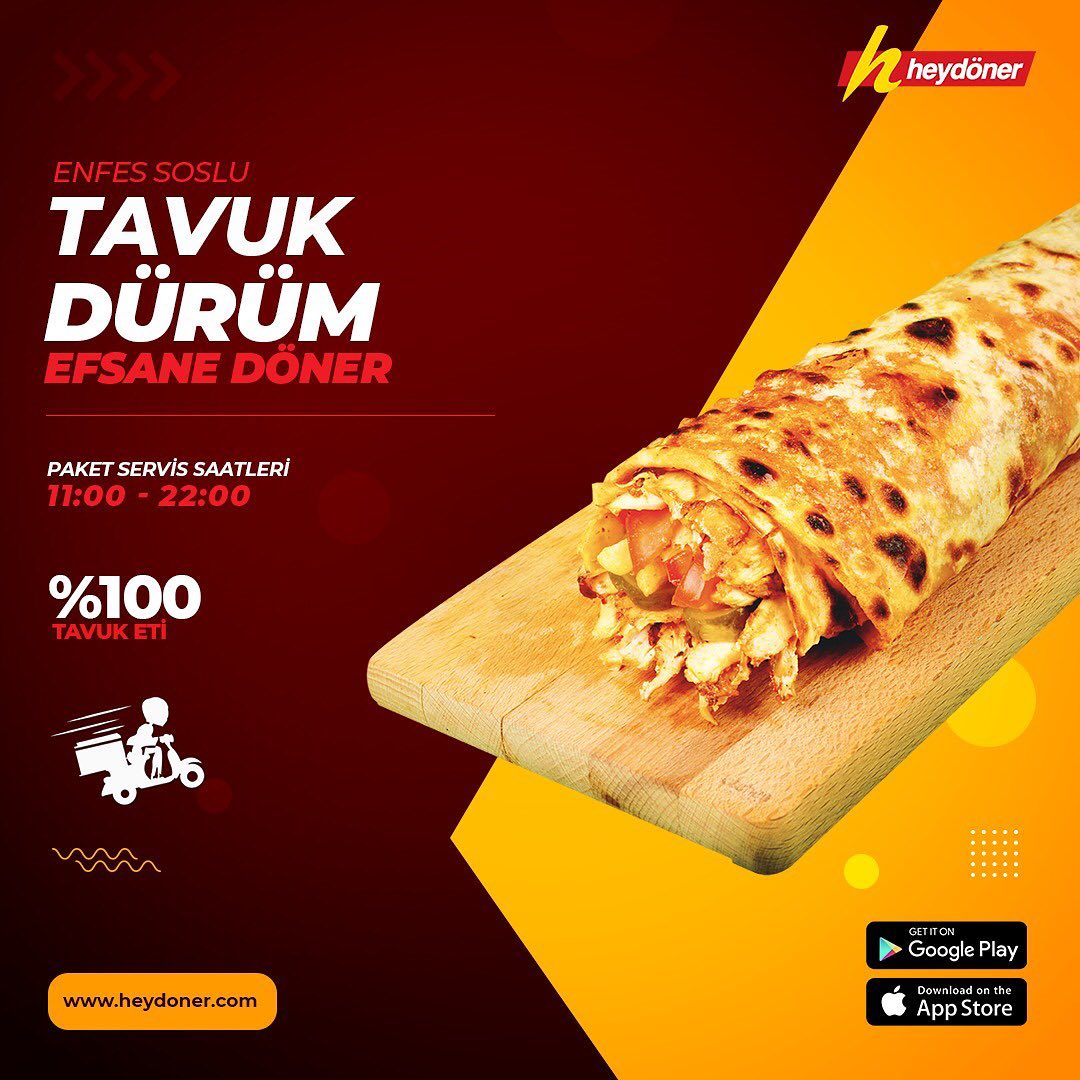 heydöner
ENFES SOSLU
TAVUK
DÜRÜM
EFSANE DÖNER
PAKET SERVİS SAATLERİ
11:00 - 22:00
%100
TAVUK ETİ
www.heydoner.com
GET IT ON
Google Play
Download on the
App Store